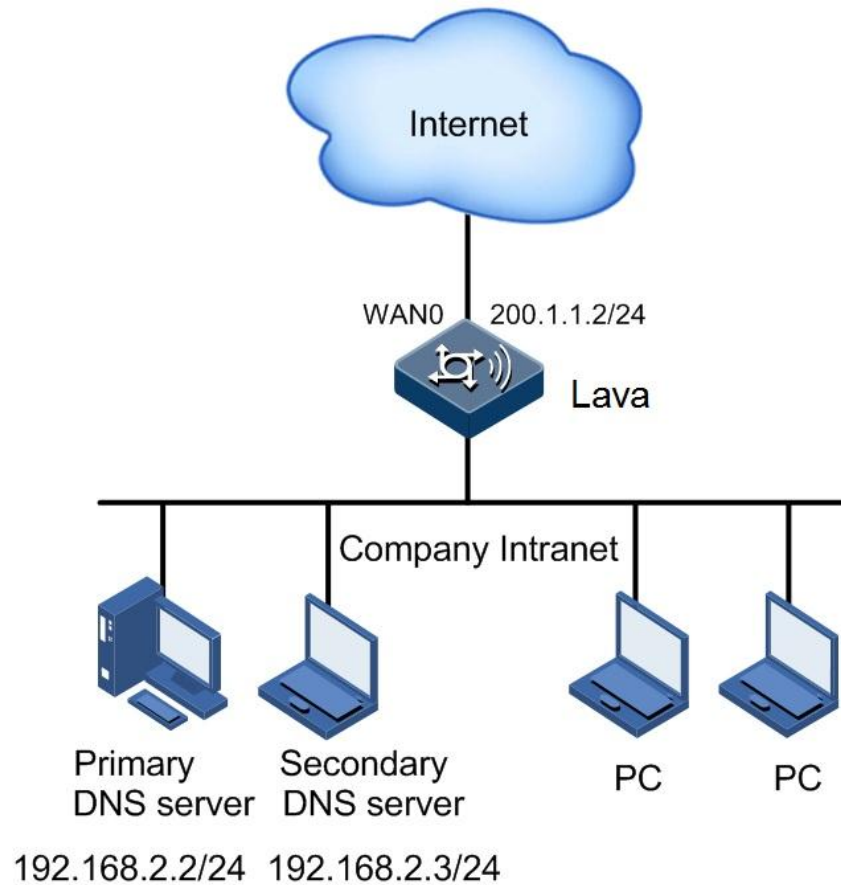 Internet
WAN0 200.1.1.2/24
Lava
Company Intranet
Primary
DNS server
Secondary
DNS server
PC
PC
192.168.2.2/24 192.168.2.3/24